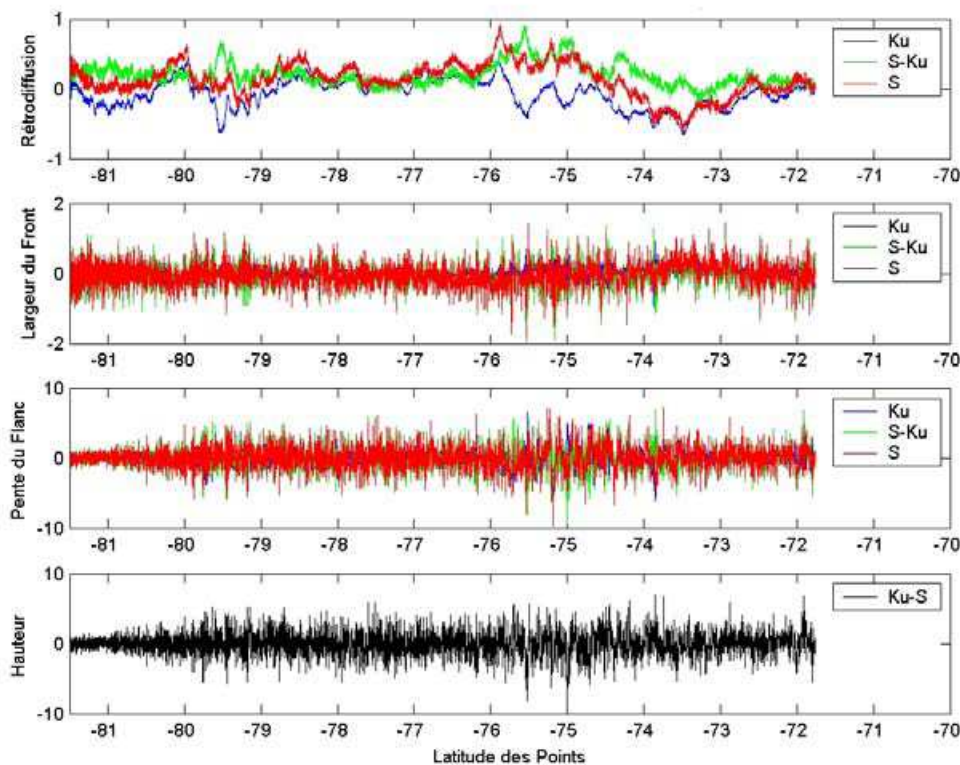 Rétrodiffusion
1
0
-1
Ku
S-Ku
S
-81 -80 -79 -78 -77 -76 -75 -74 -73 -72 -71 -70
Largeur du Front
2
0
-2
Ku
S-Ku
S
-81 -80 -79 -78 -77 -76 -75 -74 -73 -72 -71 -70
Pente du Flanc
10
0
-10
Ku
S-Ku
S
-81 -80 -79 -78 -77 -76 -75 -74 -73 -72 -71 -70
Hauteur
10
0
-10
Ku-S
-81 -80 -79 -78 -77 -76 -75 -74 -73 -72 -71 -70
Latitude des Points